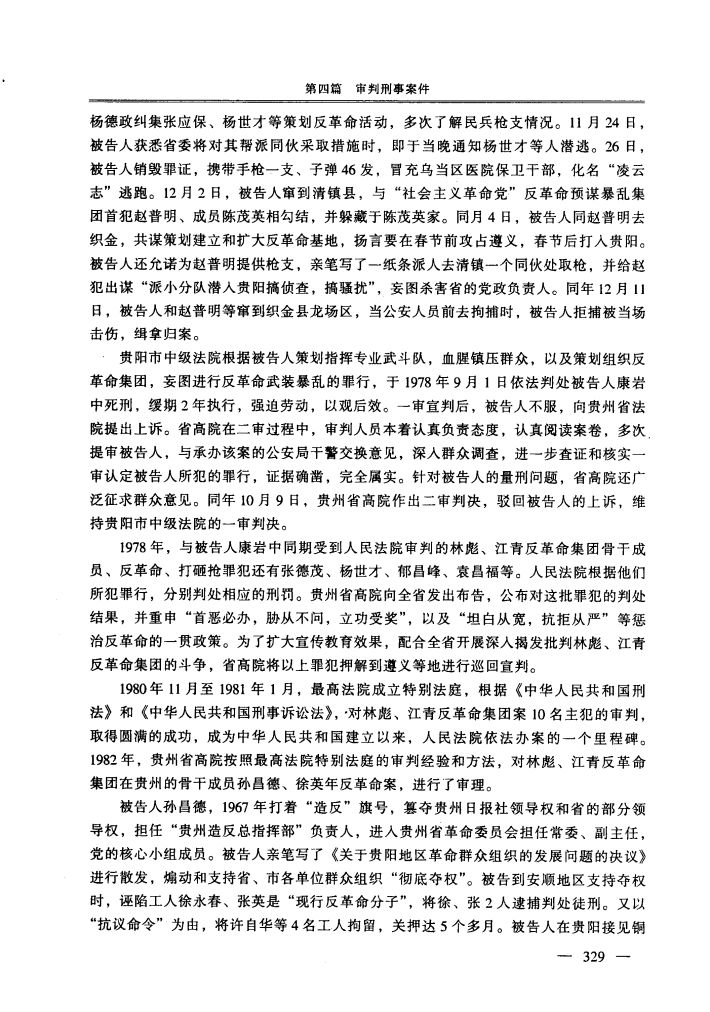 第四篇 审判刑事案件
杨德政纠集张应保、杨世才等策划反革命活动，多次了解民兵枪支情况。11月24日，
被告人获悉省委将对其帮派同伙采取措施时，即于当晚通知杨世才等人潜逃。26日，
被告人销毁罪证，携带手枪一支、子弹46发，冒充乌当区医院保卫干部，化名“凌云
志”逃跑。12月2日，被告人窜到清镇县，与“社会主义革命党”反革命预谋暴乱集
团首犯赵普明、成员陈茂英相勾结，并躲藏于陈茂英家。同月4日，被告人同赵普明去
织金，共谋策划建立和扩大反革命基地，扬言要在春节前攻占遵义，春节后打入贵阳。
被告人还允诺为赵普明提供枪支，亲笔写了一纸条派人去清镇一个同伙处取枪，并给赵
犯出谋“派小分队潜入贵阳搞侦查，搞骚扰”，妄图杀害省的党政负责人。同年12月11
日，被告人和赵普明等窜到织金县龙场区，当公安人员前去拘捕时，被告人拒捕被当场
击伤，缉拿归案。
贵阳市中级法院根据被告人策划指挥专业武斗队，血腥镇压群众，以及策划组织反
革命集团，妄图进行反革命武装暴乱的罪行，于1978年9月1日依法判处被告人康岩
中死刑，缓期2年执行，强迫劳动，以观后效。一审宣判后，被告人不服，向贵州省法
院提出上诉。省高院在二审过程中，审判人员本着认真负责态度，认真阅读案卷，多次
提审被告人，与承办该案的公安局干警交换意见，深入群众调查，进一步查证和核实一
审认定被告人所犯的罪行，证据确凿，完全属实。针对被告人的量刑问题，省高院还广
泛征求群众意见。同年10月9日，贵州省高院作出二审判决，驳回被告人的上诉，维
持贵阳市中级法院的一审判决。
1978年，与被告人康岩中同期受到人民法院审判的林彪、江青反革命集团骨干成
员、反革命、打砸抢罪犯还有张德茂、杨世才、郁昌峰、袁昌福等。人民法院根据他们
所犯罪行，分别判处相应的刑罚。贵州省高院向全省发出布告，公布对这批罪犯的判处
结果，并重申“首恶必办，胁从不问，立功受奖”，以及“坦白从宽，抗拒从严”等惩
治反革命的一贯政策。为了扩大宣传教育效果，配合全省开展深入揭发批判林彪、江青
反革命集团的斗争，省高院将以上罪犯押解到遵义等地进行巡回宣判。
1980年11月至1981年1月，最高法院成立特别法庭，根据《中华人民共和国刑
法》和《中华人民共和国刑事诉讼法》，对林彪、江青反革命集团案10名主犯的审判，
取得圆满的成功，成为中华人民共和国建立以来，人民法院依法办案的一个里程碑。
1982年，贵州省高院按照最高法院特别法庭的审判经验和方法，对林彪、江青反革命
集团在贵州的骨干成员孙昌德、徐英年反革命案，进行了审理。
被告人孙昌德，1967年打着“造反”旗号，篡夺贵州日报社领导权和省的部分领
导权，担任“贵州造反总指挥部”负责人，进入贵州省革命委员会担任常委、副主任，
党的核心小组成员。被告人亲笔写了《关于贵阳地区革命群众组织的发展问题的决议》
进行散发，煽动和支持省、市各单位群众组织“彻底夺权”。被告到安顺地区支持夺权
时，诬陷工人徐永春、张英是“现行反革命分子”，将徐、张2人逮捕判处徒刑。又以
“抗议命令”为由，将许自华等4名工人拘留，关押达5个多月。被告人在贵阳接见铜
— 329 —